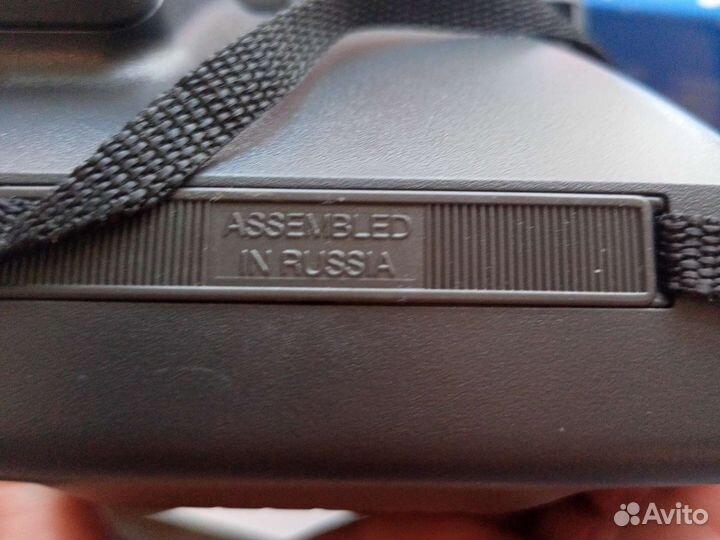 ASSEMBLED
IN RUSSIA
Avito